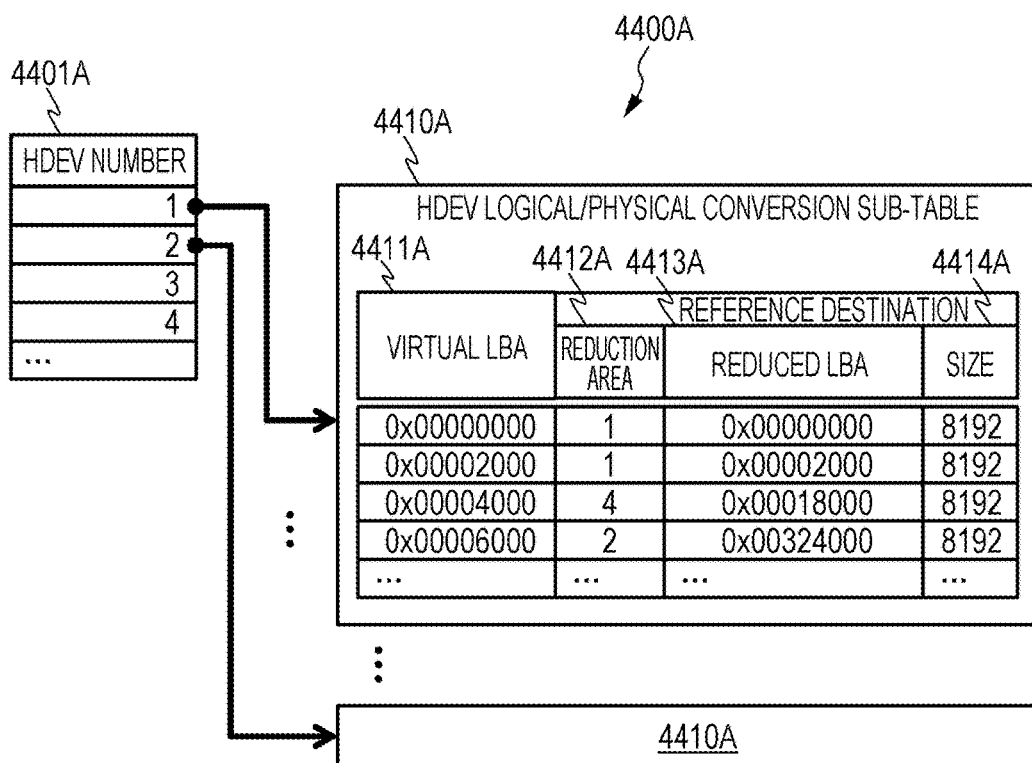 4400A
4401A
HDEV NUMBER
1
2
3
4
...
4410A
HDEV LOGICAL/PHYSICAL CONVERSION SUB-TABLE
4411A
4412A 4413A 4414A
REFERENCE DESTINATION
VIRTUAL LBA REDUCTION AREA REDUCED LBA SIZE
0x00000000 1 0x00000000 8192
0x00002000 1 0x00002000 8192
0x00004000 4 0x00018000 8192
0x00006000 2 0x00324000 8192
... ... ... ...
4410A